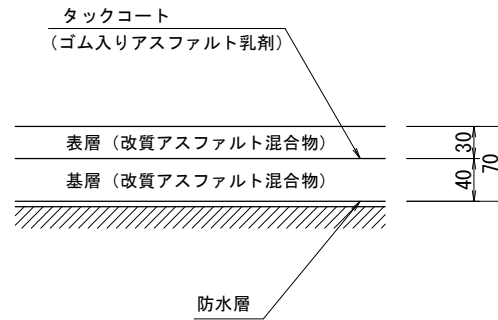 タックコート
(ゴム入りアスファルト乳剤)
表層（改質アスファルト混合物）
基層（改質アスファルト混合物）
30
40
70
防水層